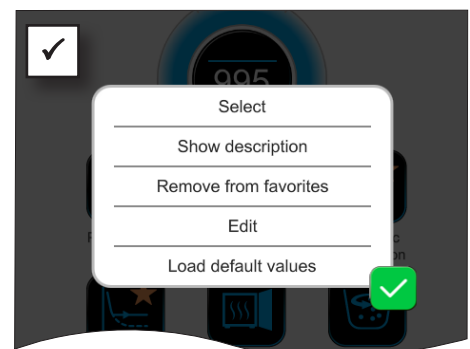 995
Select
Show description
Remove from favorites
Edit
Load default values